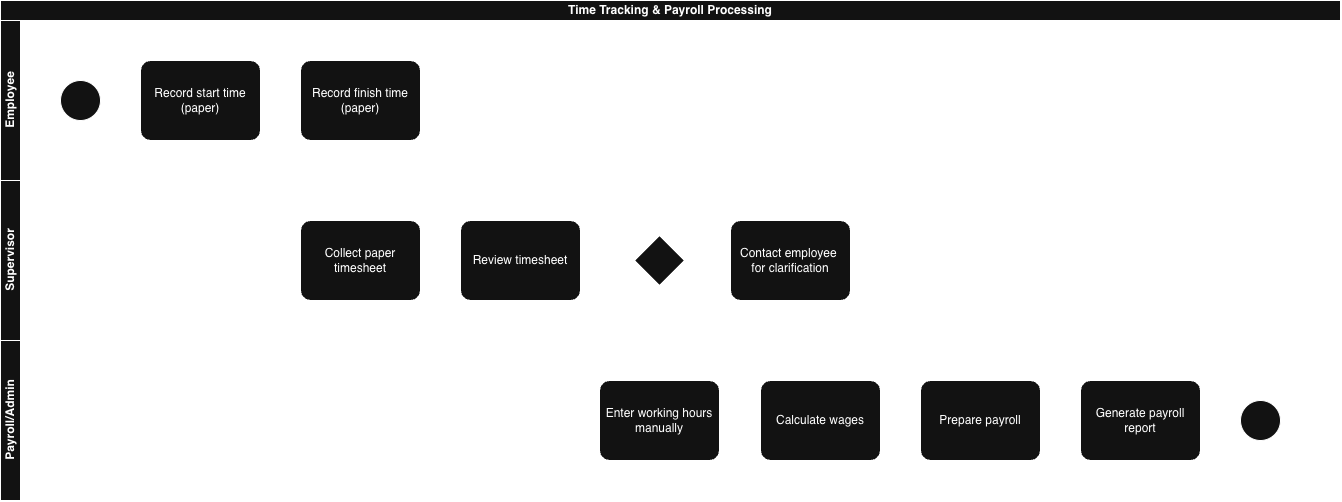 Time Tracking & Payroll Processing
Employee
Record start time
(paper)
Record finish time
(paper)
Supervisor
Collect paper
timesheet
Review timesheet
Contact employee
for clarification
Payroll/Admin
Enter working hours
manually
Calculate wages
Prepare payroll
Generate payroll
report